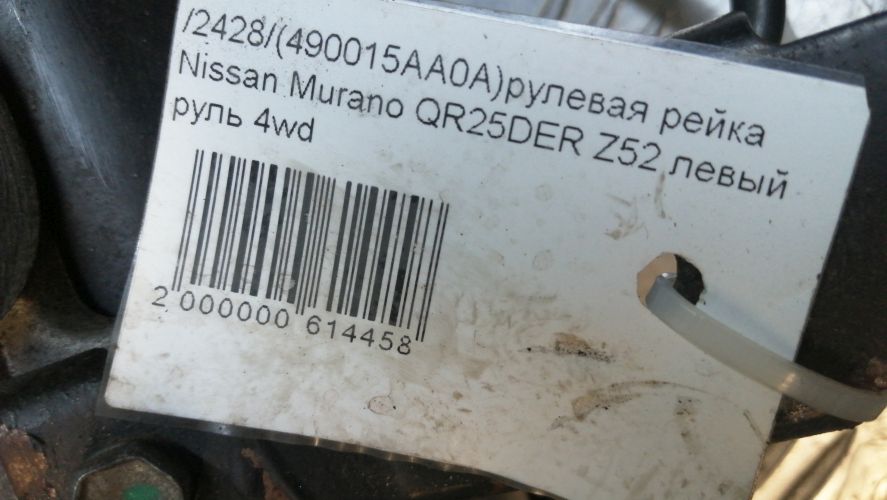 /2428/(490015AA0A)рулевая рейка
Nissan Murano QR25DER Z52 левый
руль 4wd
2 000000 614458